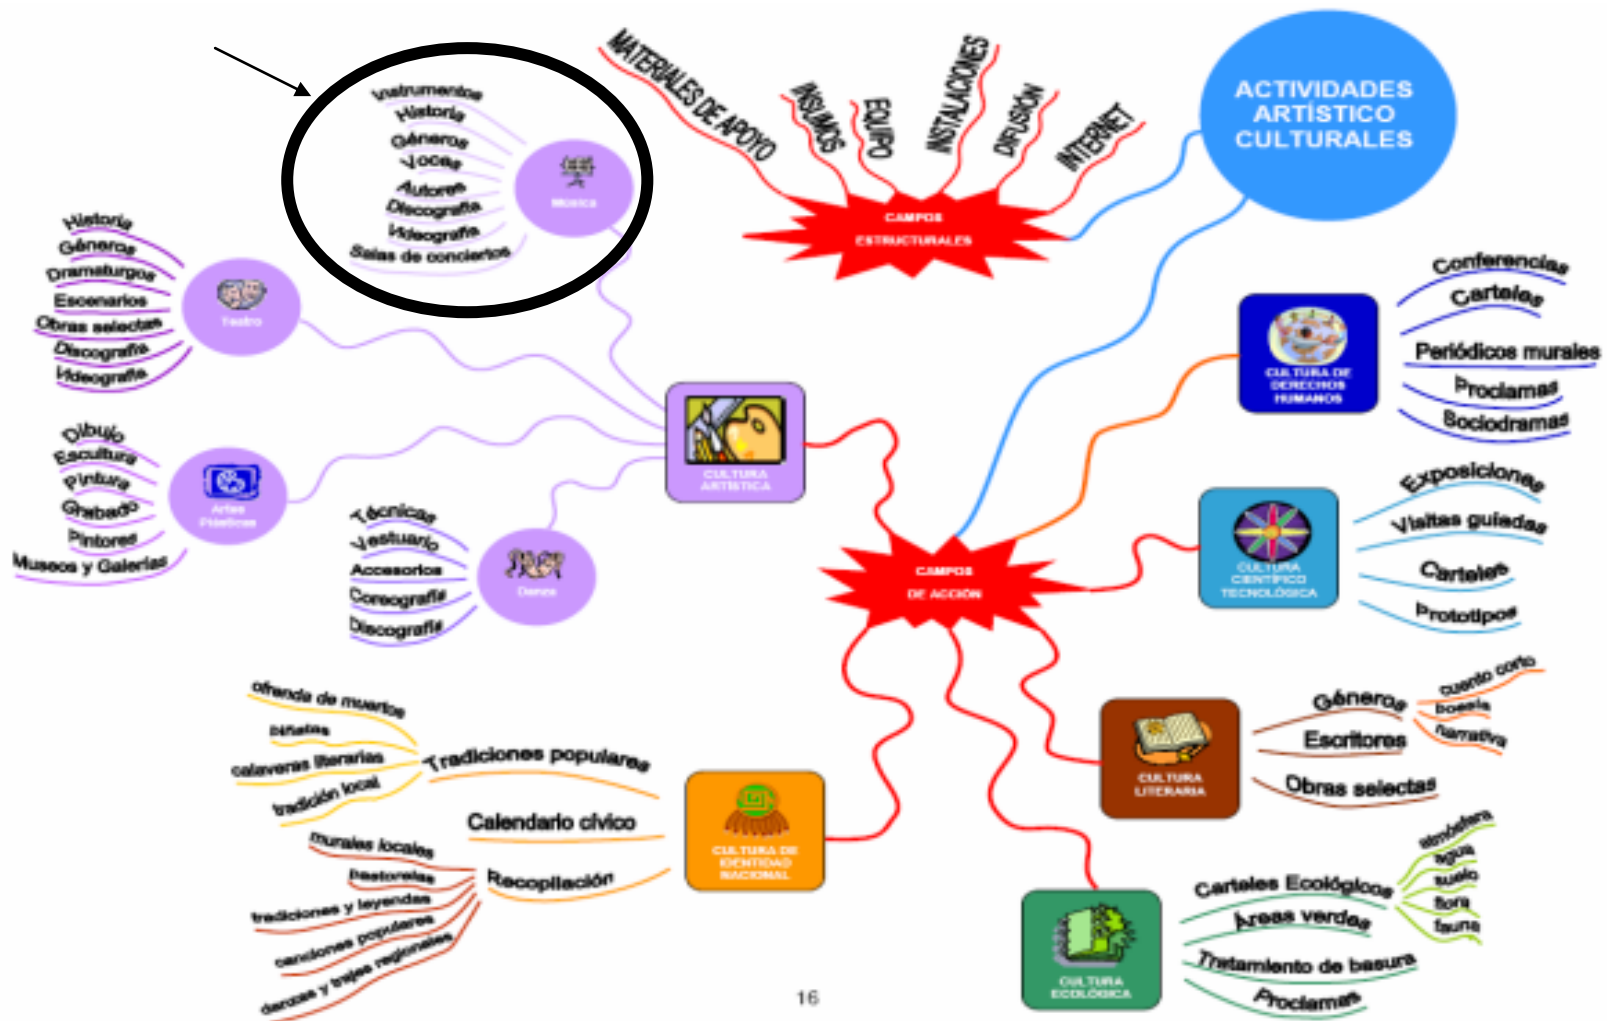 ACTIVIDADES
ARTÍSTICO
CULTURALES
MATERIALES DE APOYO
INSUMOS
EQUIPO
INSTALACIONES
DIFUSIÓN
INTERNET
CAMPOS
ESTRUCTURALES
Instrumentos
Historia
Géneros
Voces
Autores
Discografía
Videografía
Salas de conciertos
Música
Historia
Géneros
Dramaturgos
Escenarios
Obras selectas
Discografía
Videografía
Teatro
Dibujo
Escultura
Pintura
Grabado
Pintores
Museos y Galerías
Artes
Plásticas
Técnicas
Vestuario
Accesorios
Coreografía
Discografía
Danza
CULTURA
ARTÍSTICA
CAMPOS
DE ACCIÓN
Conferencias
Carteles
Periódicos murales
Proclamas
Sociodramas
CULTURA DE
DERECHOS
HUMANOS
Exposiciones
Visitas guiadas
Carteles
Prototipos
CULTURA
CIENTÍFICO
TECNOLÓGICA
Géneros
cuento corto
poesía
narrativa
Escritores
Obras selectas
CULTURA
LITERARIA
Carteles Ecológicos
atmósfera
agua
suelo
flora
fauna
Áreas verdes
Tratamiento de basura
Proclamas
CULTURA
ECOLÓGICA
ofrenda de muertos
piñatas
calaveras literarias
tradición local
Tradiciones populares
Calendario cívico
Recopilación
murales locales
pastorelas
tradiciones y leyendas
canciones populares
danzas y trajes regionales
CULTURA DE
IDENTIDAD
NACIONAL
16